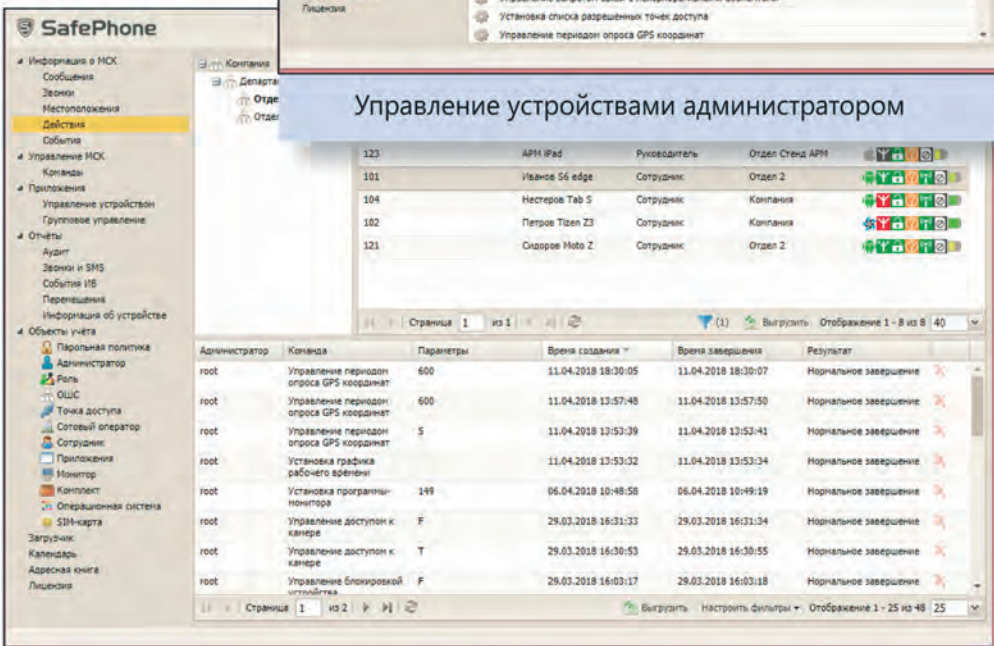 Лицензия
Установка списка разрешенных точек доступа
Управление периодом опроса GPS координат
SafePhone
Управление устройствами администратором
Информация о МСК
Сообщения
Звонки
Местоположения
Действия
События
Управление МСК
Команды
Приложения
Управление устройством
Групповое управление
Отчёты
Аудит
Звонки и SMS
События ИБ
Перемещения
Информация об устройстве
Объекты учета
Парольная политика
Администратор
Роль
ОШС
Точка доступа
Сотовый оператор
Сотрудник
Приложения
Монитор
Комплект
Операционная система
SIM-карта
Загрузчик
Календарь
Адресная книга
Лицензия
Компания
Департа
Отде
Отде
123 АРМ iPad Руководитель Отдел Стенд АРМ
101 Иванов S6 edge Сотрудник Отдел 2
104 Нестеров Tab S Сотрудник Компания
102 Петров Tizen Z3 Сотрудник Компания
121 Сидоров Moto Z Сотрудник Отдел 2
Страница 1 из 1 (1) Выгрузить Отображение 1 - 8 из 8 40
Администратор Команда Параметры Время создания Время завершения Результат
root Управление периодом опроса GPS координат 600 11.04.2018 18:30:05 11.04.2018 18:30:07 Нормальное завершение
root Управление периодом опроса GPS координат 600 11.04.2018 13:57:48 11.04.2018 13:57:50 Нормальное завершение
root Управление периодом опроса GPS координат 5 11.04.2018 13:53:39 11.04.2018 13:53:41 Нормальное завершение
root Установка графика рабочего времени 11.04.2018 13:53:32 11.04.2018 13:53:34 Нормальное завершение
root Установка программы-монитора 149 06.04.2018 10:48:58 06.04.2018 10:49:19 Нормальное завершение
root Управление доступом к камере F 29.03.2018 16:31:33 29.03.2018 16:31:34 Нормальное завершение
root Управление доступом к камере T 29.03.2018 16:30:53 29.03.2018 16:30:55 Нормальное завершение
root Управление блокировкой устройства F 29.03.2018 16:03:17 29.03.2018 16:03:18 Нормальное завершение
Страница 1 из 2 Выгрузить Настроить фильтры Отображение 1 - 25 из 48 25